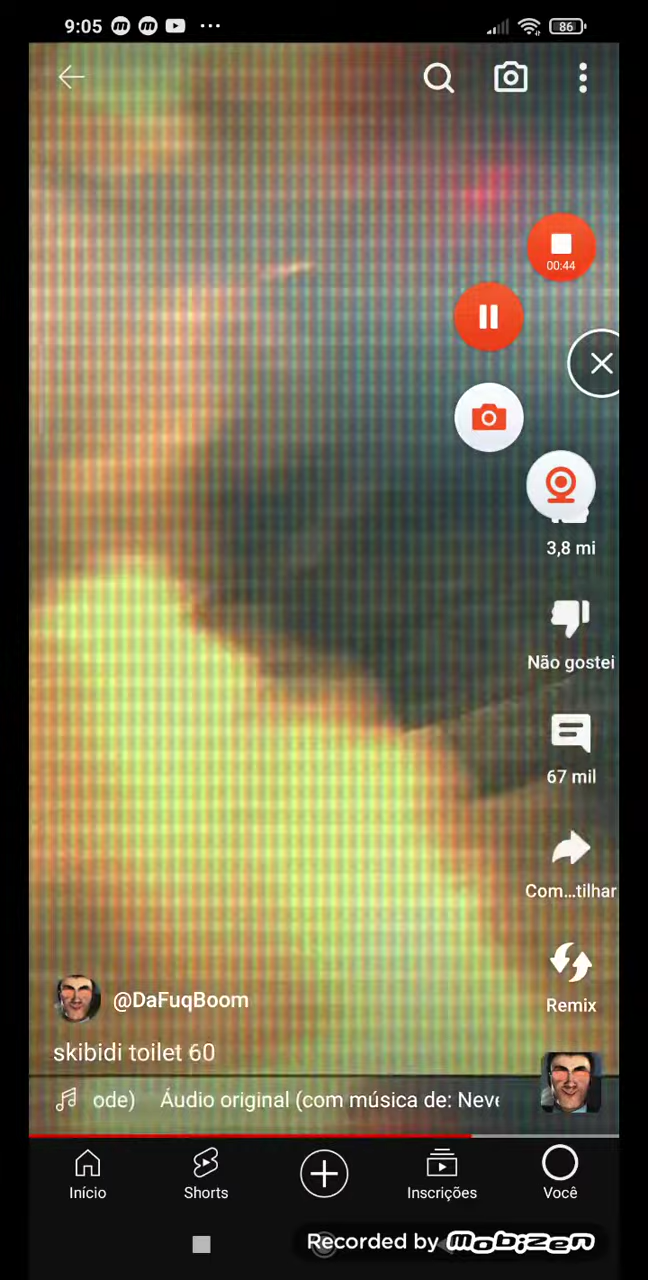 9:05
86
00:44
3,8 mi
Não gostei
67 mil
Com...tilhar
Remix
@DaFuqBoom
skibidi toilet 60
ode) Áudio original (com música de: Neve
Início
Shorts
Inscrições
Você
Recorded by Mobizen